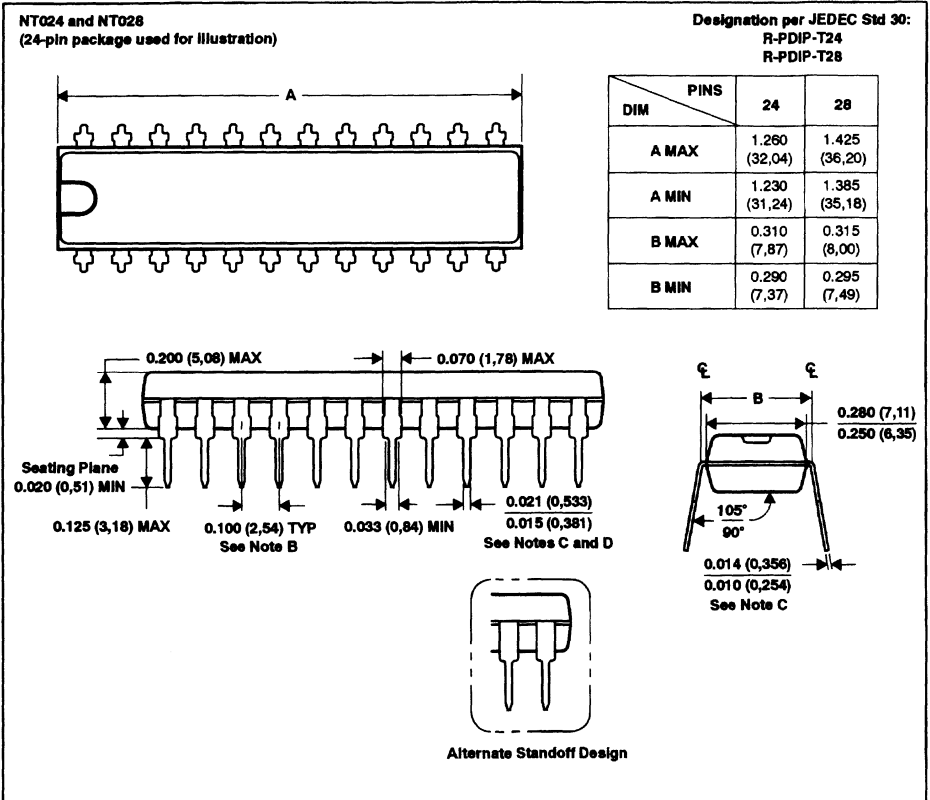 NT024 and NT028
(24-pin package used for illustration)
Designation per JEDEC Std 30:
R-PDIP-T24
R-PDIP-T28
A
PINS
DIM
24
28
A MAX
1.260
(32,04)
1.425
(36,20)
A MIN
1.230
(31,24)
1.385
(35,18)
B MAX
0.310
(7,87)
0.315
(8,00)
B MIN
0.290
(7,37)
0.295
(7,49)
0.200 (5,08) MAX
0.070 (1,78) MAX
Seating Plane
0.020 (0,51) MIN
0.125 (3,18) MAX
0.100 (2,54) TYP
See Note B
0.033 (0,84) MIN
0.021 (0,533)
0.015 (0,381)
See Notes C and D
℄
℄
B
0.280 (7,11)
0.250 (6,35)
105°
90°
0.014 (0,356)
0.010 (0,254)
See Note C
Alternate Standoff Design